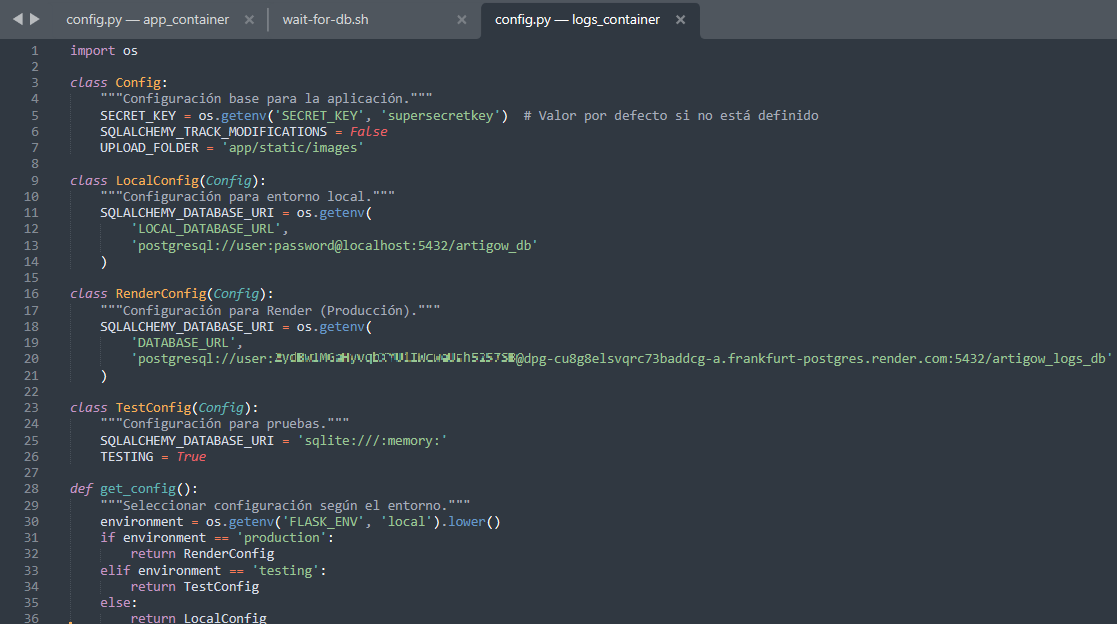 config.py — app_container × wait-for-db.sh × config.py — logs_container ×
1 import os
2
3 class Config:
4     """Configuración base para la aplicación."""
5     SECRET_KEY = os.getenv('SECRET_KEY', 'supersecretkey')  # Valor por defecto si no está definido
6     SQLALCHEMY_TRACK_MODIFICATIONS = False
7     UPLOAD_FOLDER = 'app/static/images'
8
9 class LocalConfig(Config):
10     """Configuración para entorno local."""
11     SQLALCHEMY_DATABASE_URI = os.getenv(
12         'LOCAL_DATABASE_URL',
13         'postgresql://user:password@localhost:5432/artigow_db'
14     )
15
16 class RenderConfig(Config):
17     """Configuración para Render (Producción)."""
18     SQLALCHEMY_DATABASE_URI = os.getenv(
19         'DATABASE_URL',
20         'postgresql://user: @dpg-cu8g8elsvqrc73baddcg-a.frankfurt-postgres.render.com:5432/artigow_logs_db'
21     )
22
23 class TestConfig(Config):
24     """Configuración para pruebas."""
25     SQLALCHEMY_DATABASE_URI = 'sqlite:///:memory:'
26     TESTING = True
27
28 def get_config():
29     """Seleccionar configuración según el entorno."""
30     environment = os.getenv('FLASK_ENV', 'local').lower()
31     if environment == 'production':
32         return RenderConfig
33     elif environment == 'testing':
34         return TestConfig
35     else:
36         return LocalConfig